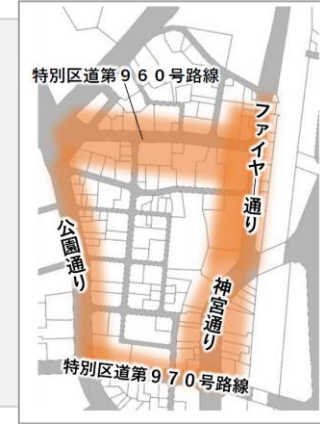 特別区道第９６０号路線
ファイヤー通り
公園通り
神宮通り
特別区道第９７０号路線